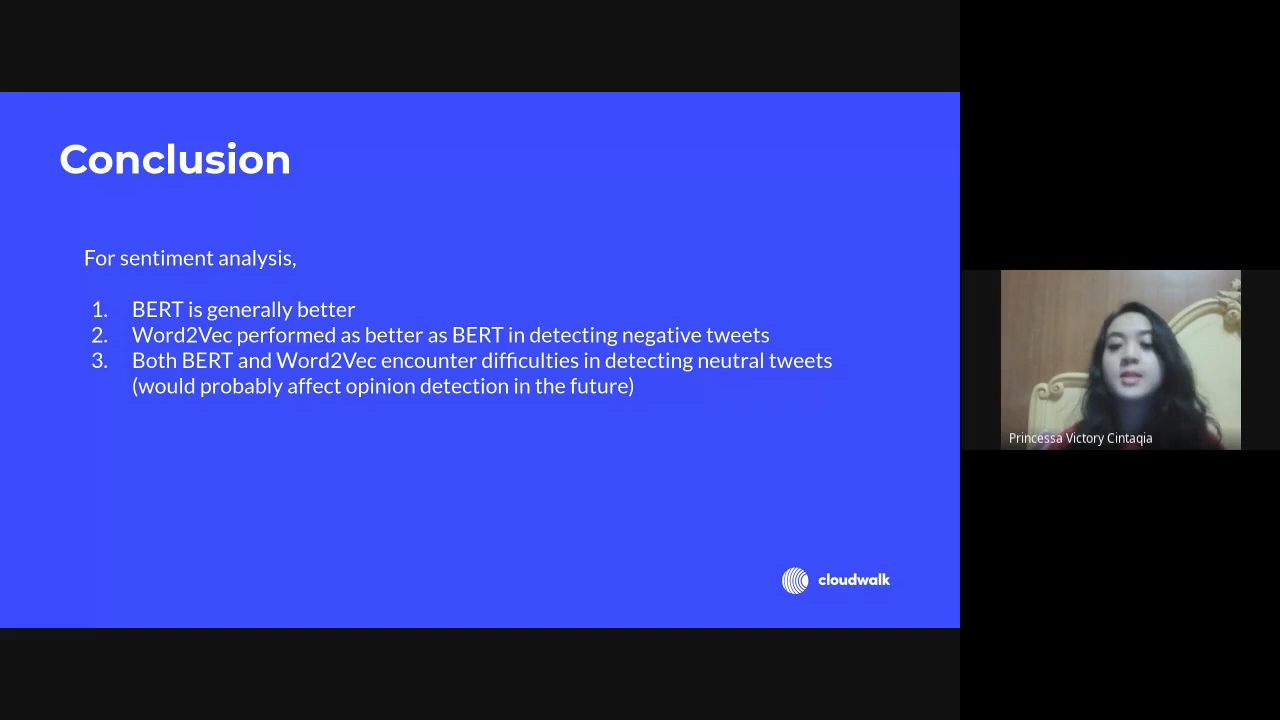 Conclusion
For sentiment analysis,
1. BERT is generally better
2. Word2Vec performed as better as BERT in detecting negative tweets
3. Both BERT and Word2Vec encounter difficulties in detecting neutral tweets
(would probably affect opinion detection in the future)
cloudwalk
Princessa Victory Cintaqia